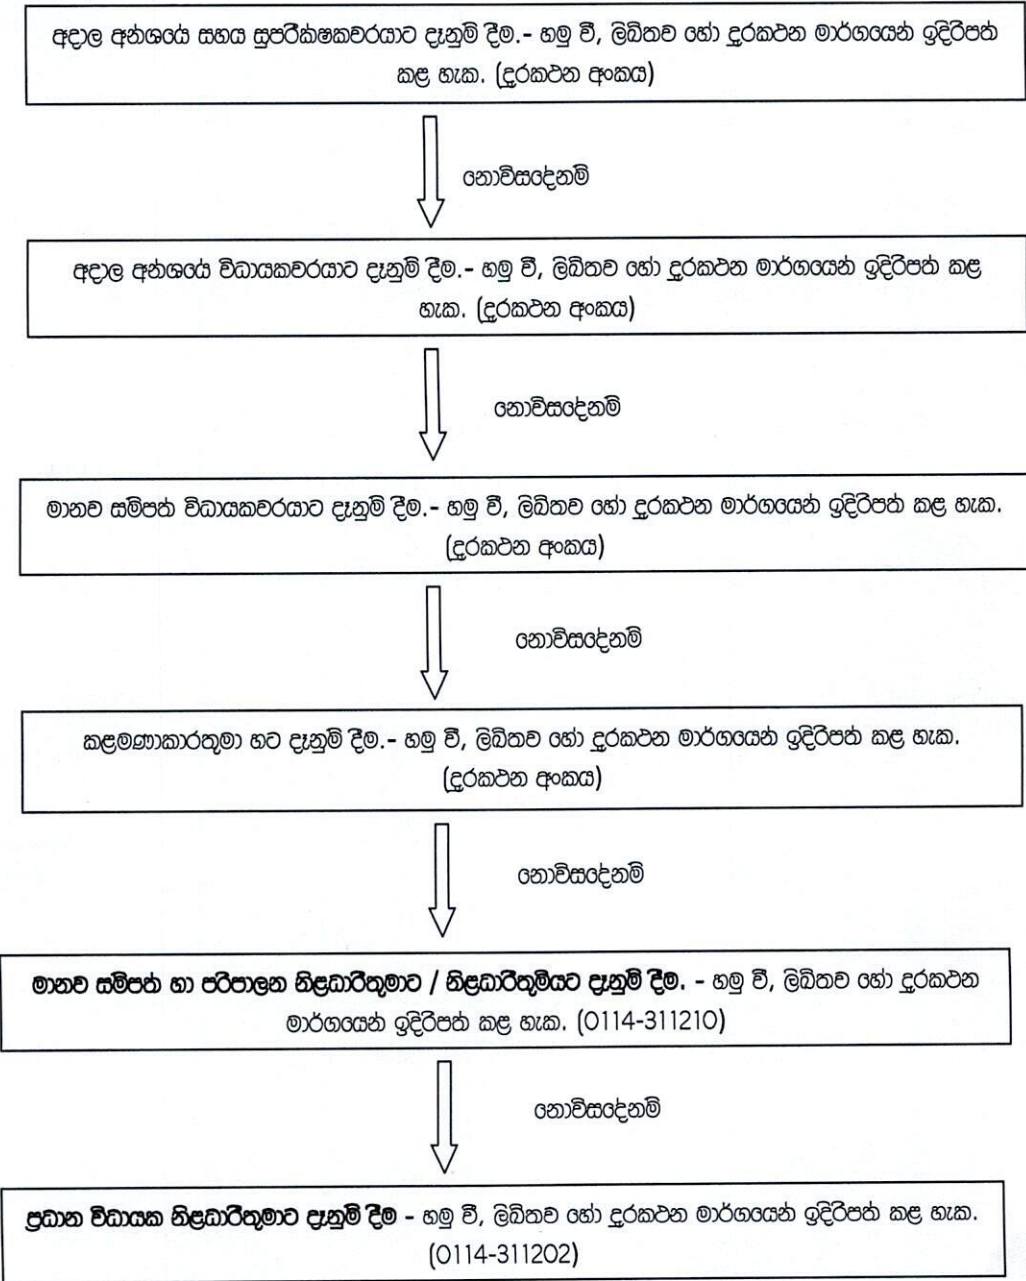 අදාල අන්ශයේ සහය සුපරීක්ෂකවරයාට දැනුම් දීම.- හමු වී, ලිඛිතව හෝ දුරකථන මාර්ගයෙන් ඉදිරිපත්
කළ හැක. (දුරකථන අංකය)
නොවිසදේනම්
අදාල අන්ශයේ විධායකවරයාට දැනුම් දීම.- හමු වී, ලිඛිතව හෝ දුරකථන මාර්ගයෙන් ඉදිරිපත් කළ
හැක. (දුරකථන අංකය)
නොවිසදේනම්
මානව සම්පත් විධායකවරයාට දැනුම් දීම.- හමු වී, ලිඛිතව හෝ දුරකථන මාර්ගයෙන් ඉදිරිපත් කළ හැක.
(දුරකථන අංකය)
නොවිසදේනම්
කළමණාකාරතුමා හට දැනුම් දීම.- හමු වී, ලිඛිතව හෝ දුරකථන මාර්ගයෙන් ඉදිරිපත් කළ හැක.
(දුරකථන අංකය)
නොවිසදේනම්
මානව සම්පත් හා පරිපාලන නිළධාරීතුමාට / නිළධාරීතුමියට දැනුම් දීම. - හමු වී, ලිඛිතව හෝ දුරකථන
මාර්ගයෙන් ඉදිරිපත් කළ හැක. (0114-311210)
නොවිසදේනම්
ප්‍රධාන විධායක නිළධාරීතුමාට දැනුම් දීම - හමු වී, ලිඛිතව හෝ දුරකථන මාර්ගයෙන් ඉදිරිපත් කළ හැක.
(0114-311202)